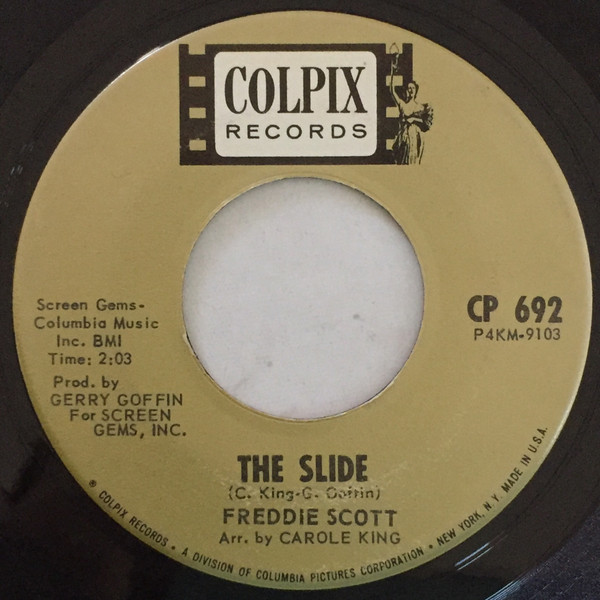 COLPIX
RECORDS
Screen Gems-
Columbia Music
Inc. BMI
Time: 2:03
Prod. by
GERRY GOFFIN
For SCREEN
GEMS, INC.
CP 692
P4KM-9103
THE SLIDE
(C. King-G. Goffin)
FREDDIE SCOTT
Arr. by CAROLE KING
® COLPIX RECORDS • A DIVISION OF COLUMBIA PICTURES CORPORATION • NEW YORK, N.Y. MADE IN U.S.A.